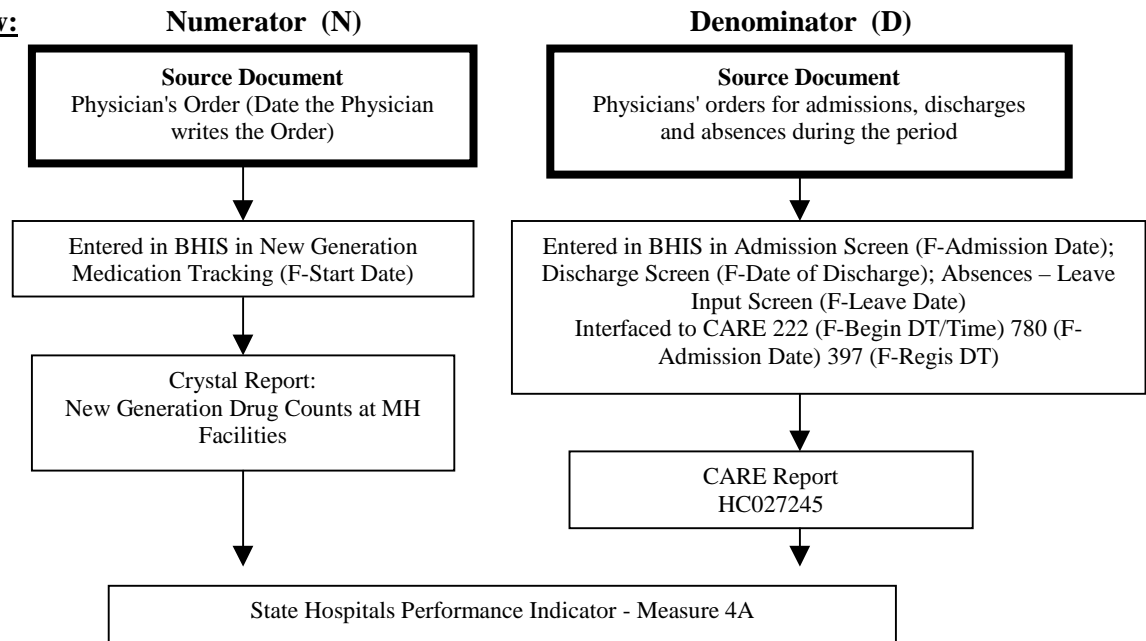 w:
Numerator (N)
Denominator (D)
Source Document
Physician's Order (Date the Physician
writes the Order)
Source Document
Physicians' orders for admissions, discharges
and absences during the period
Entered in BHIS in New Generation
Medication Tracking (F-Start Date)
Entered in BHIS in Admission Screen (F-Admission Date);
Discharge Screen (F-Date of Discharge); Absences – Leave
Input Screen (F-Leave Date)
Interfaced to CARE 222 (F-Begin DT/Time) 780 (F-
Admission Date) 397 (F-Regis DT)
Crystal Report:
New Generation Drug Counts at MH
Facilities
CARE Report
HC027245
State Hospitals Performance Indicator - Measure 4A